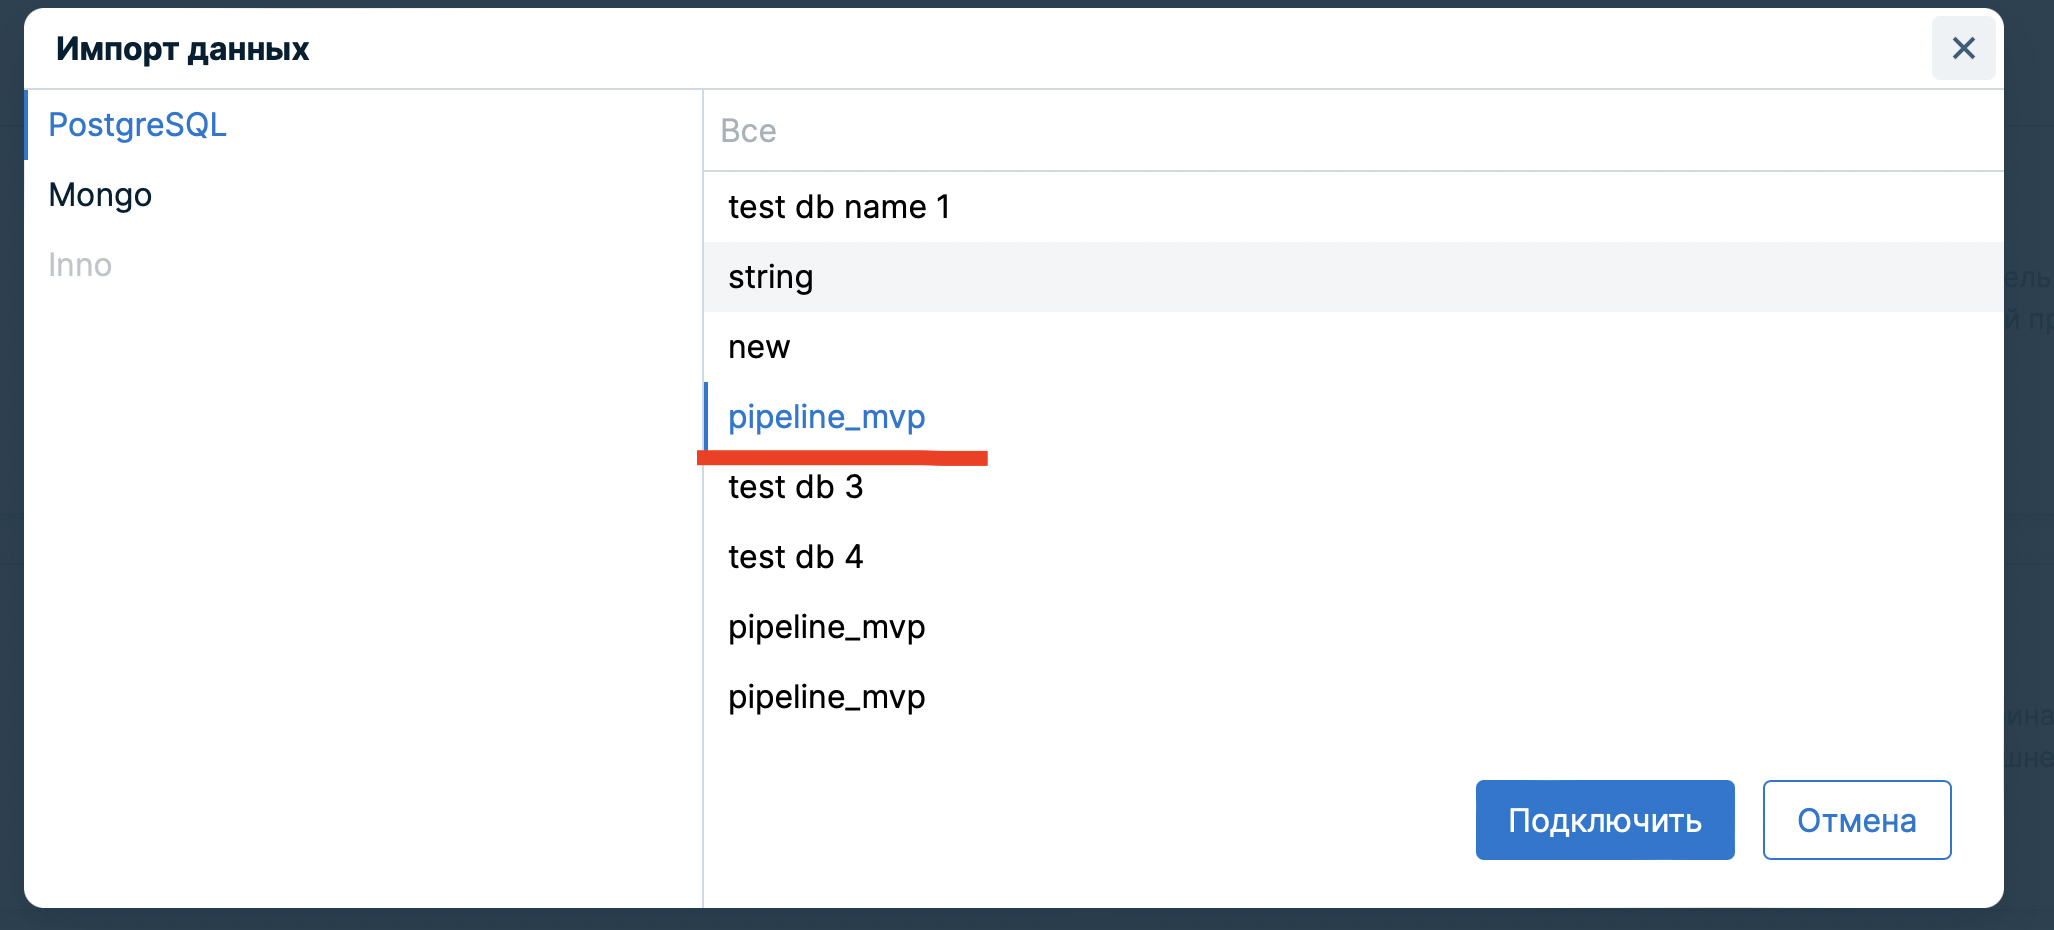 Импорт данных
PostgreSQL
Mongo
Inno
Все
test db name 1
string
new
pipeline_mvp
test db 3
test db 4
pipeline_mvp
pipeline_mvp
Подключить
Отмена